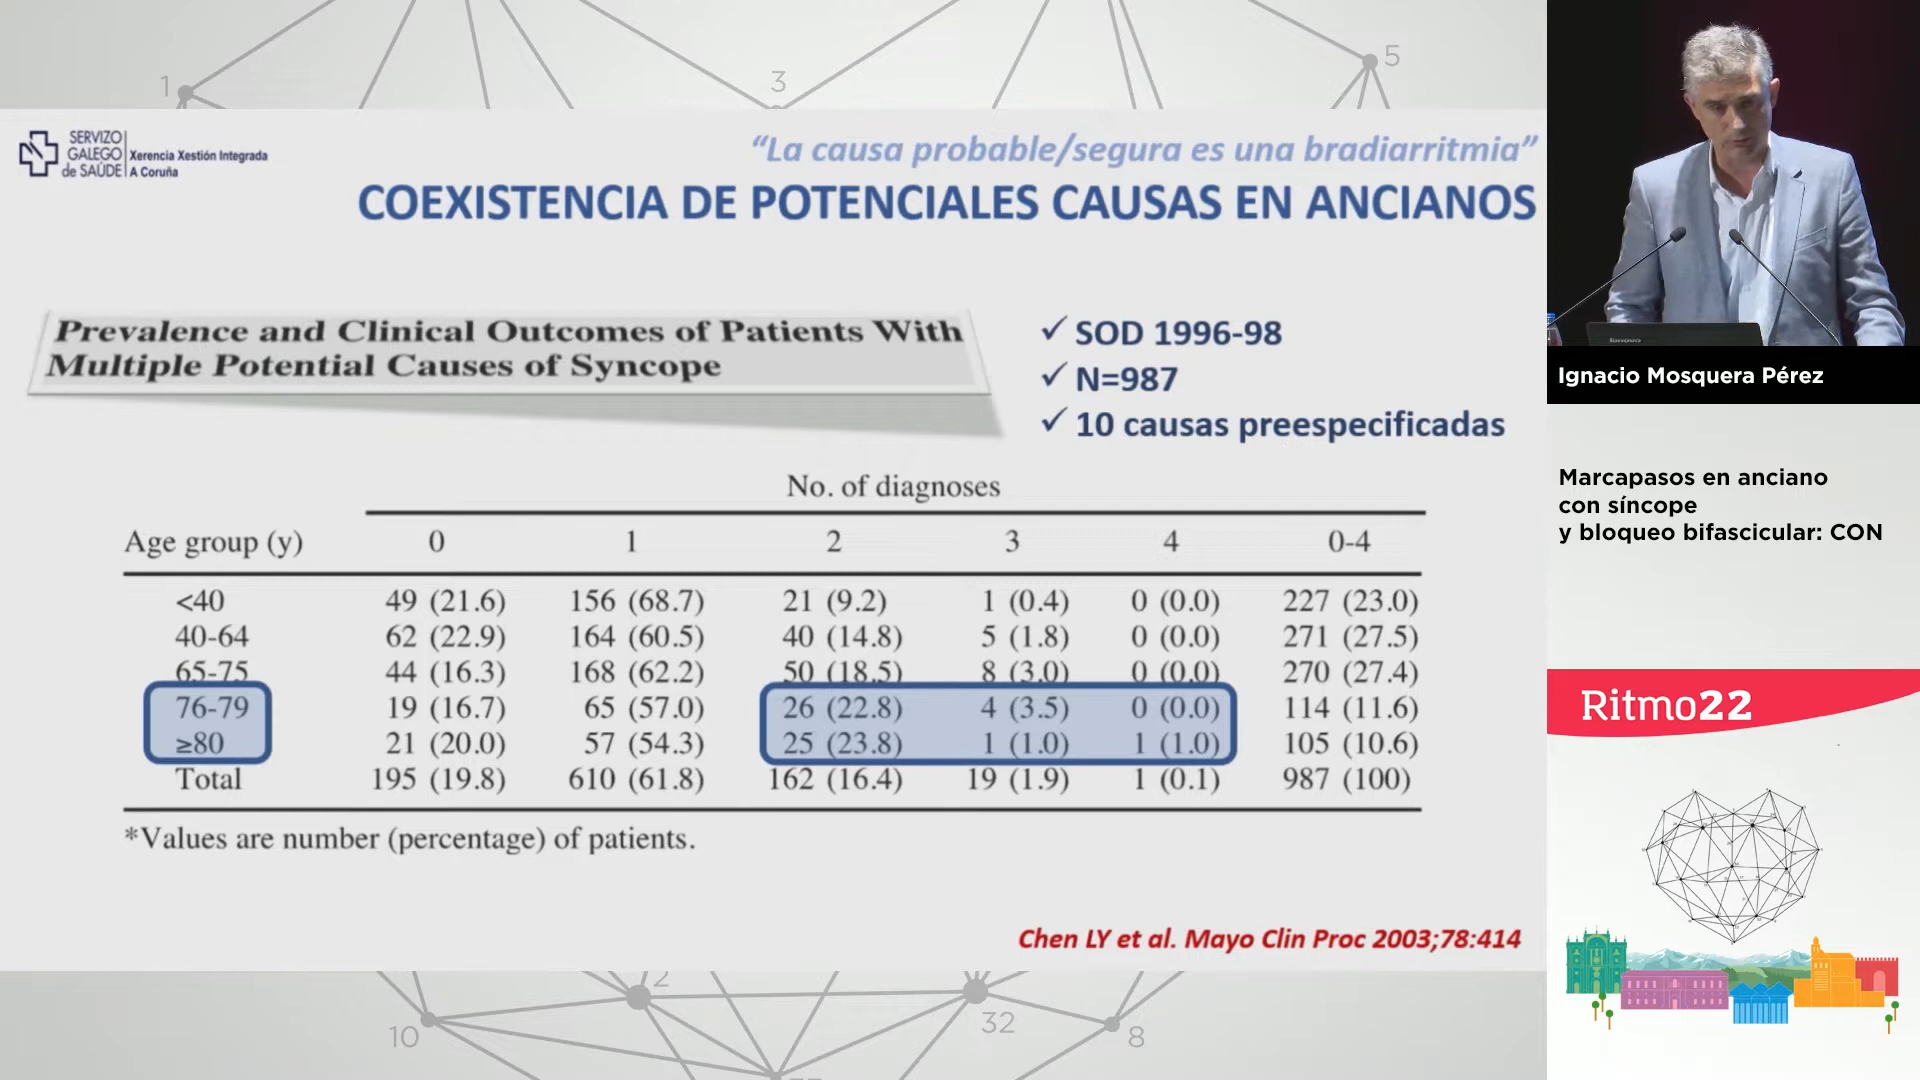 1
3
5
SERVIZO
GALEGO
de SAÚDE
Xerencia Xestión Integrada
A Coruña
“La causa probable/segura es una bradiarritmia”
COEXISTENCIA DE POTENCIALES CAUSAS EN ANCIANOS
Prevalence and Clinical Outcomes of Patients With
Multiple Potential Causes of Syncope
✓ SOD 1996-98
✓ N=987
✓ 10 causas preespecificadas
No. of diagnoses
Age group (y) 0 1 2 3 4 0-4
<40 49 (21.6) 156 (68.7) 21 (9.2) 1 (0.4) 0 (0.0) 227 (23.0)
40-64 62 (22.9) 164 (60.5) 40 (14.8) 5 (1.8) 0 (0.0) 271 (27.5)
65-75 44 (16.3) 168 (62.2) 50 (18.5) 8 (3.0) 0 (0.0) 270 (27.4)
76-79 19 (16.7) 65 (57.0) 26 (22.8) 4 (3.5) 0 (0.0) 114 (11.6)
≥80 21 (20.0) 57 (54.3) 25 (23.8) 1 (1.0) 1 (1.0) 105 (10.6)
Total 195 (19.8) 610 (61.8) 162 (16.4) 19 (1.9) 1 (0.1) 987 (100)
*Values are number (percentage) of patients.
Chen LY et al. Mayo Clin Proc 2003;78:414
10
32
8
Ignacio Mosquera Pérez
Marcapasos en anciano
con síncope
y bloqueo bifascicular: CON
Ritmo22